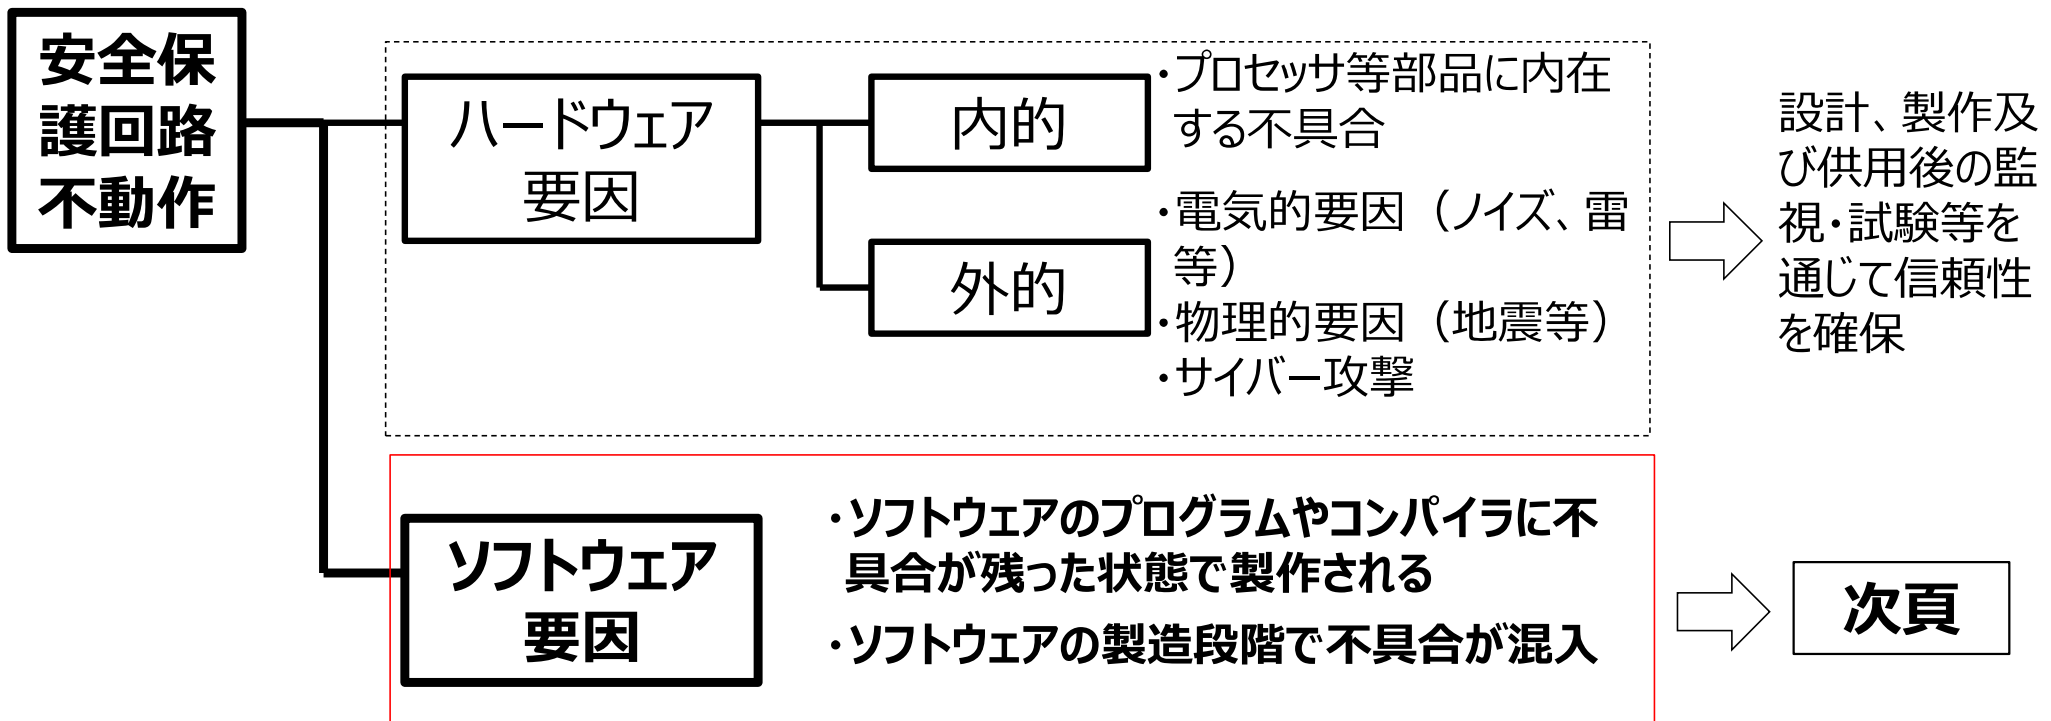 安全保
護回路
不動作
ハードウェア
要因
内的
外的
・プロセッサ等部品に内在
する不具合
・電気的要因（ノイズ、雷
等）
・物理的要因（地震等）
・サイバー攻撃
設計、製作及
び供用後の監
視・試験等を
通じて信頼性
を確保
ソフトウェア
要因
・ソフトウェアのプログラムやコンパイラに不
具合が残った状態で製作される
・ソフトウェアの製造段階で不具合が混入
次頁